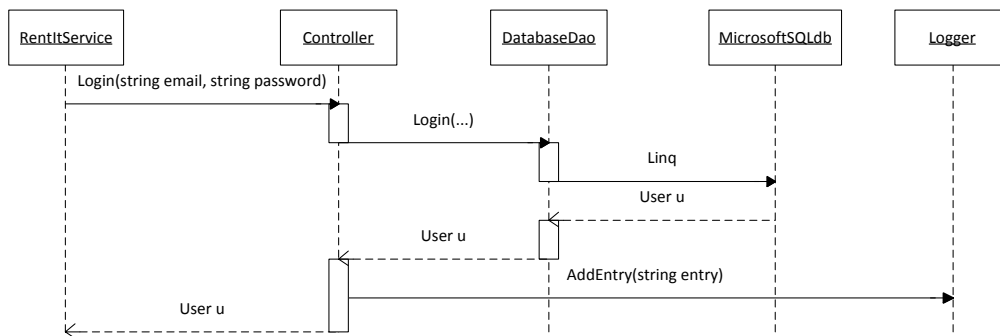 RentItService
Controller
DatabaseDao
MicrosoftSQLdb
Logger
Login(string email, string password)
Login(...)
Linq
User u
User u
AddEntry(string entry)
User u